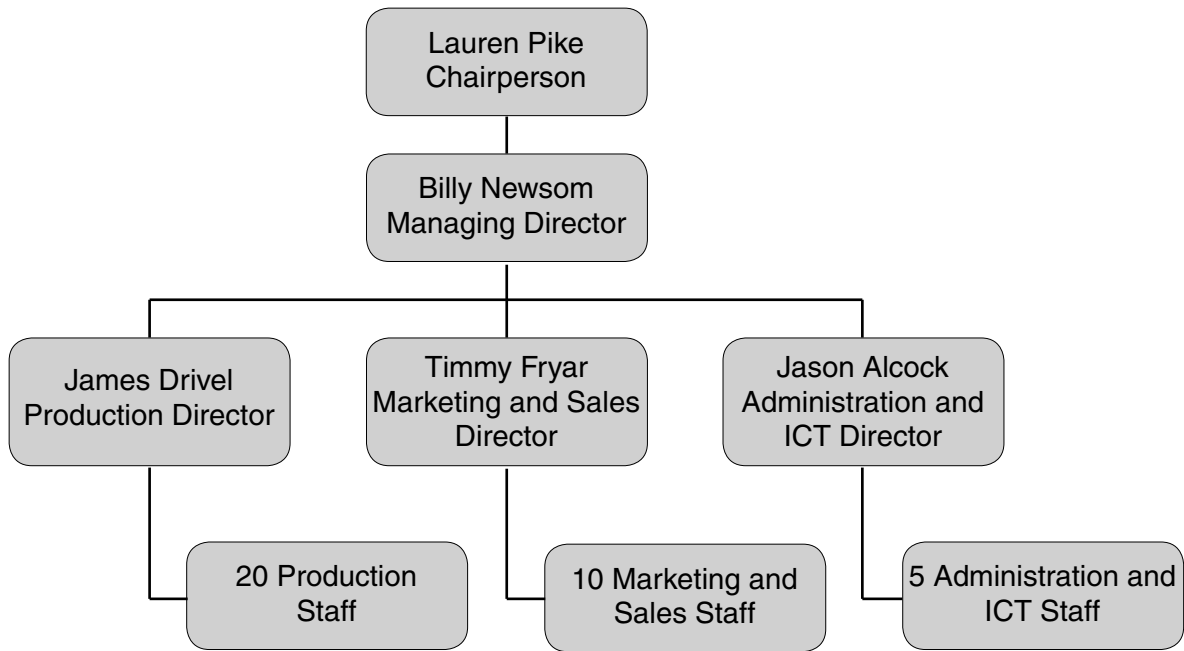 Lauren Pike
Chairperson
Billy Newsom
Managing Director
James Drivel
Production Director
Timmy Fryar
Marketing and Sales
Director
Jason Alcock
Administration and
ICT Director
20 Production
Staff
10 Marketing and
Sales Staff
5 Administration and
ICT Staff